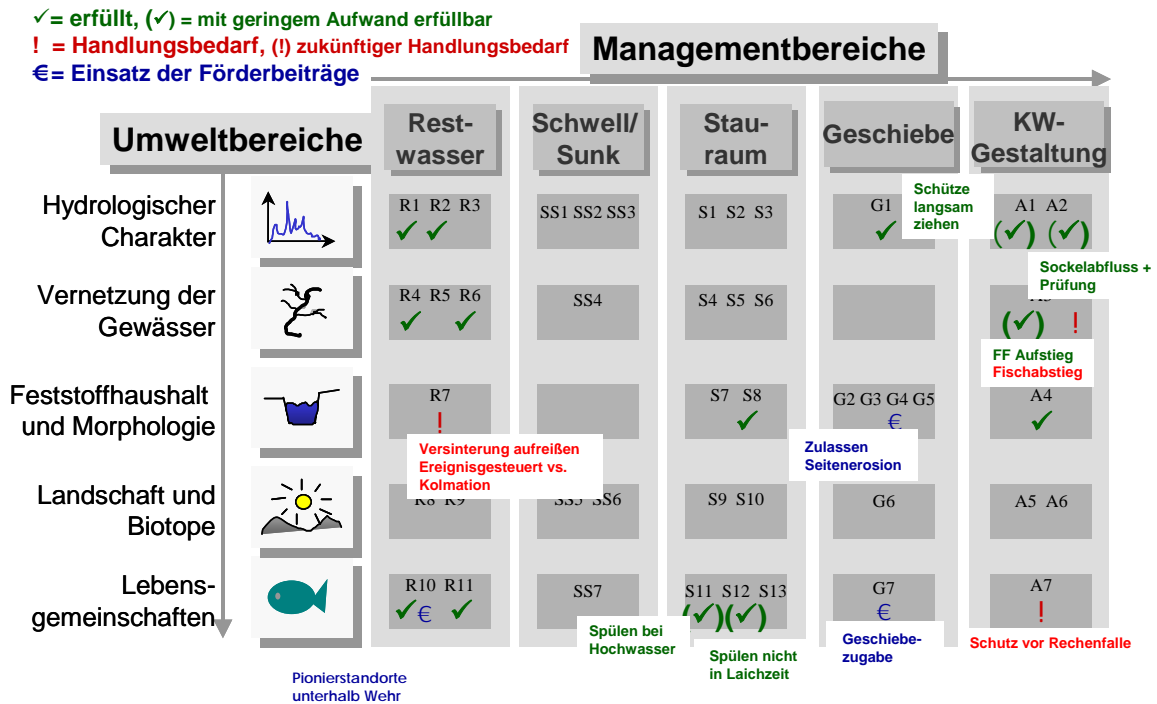 ✓= erfüllt, (✓) = mit geringem Aufwand erfüllbar
! = Handlungsbedarf, (!) zukünftiger Handlungsbedarf
€= Einsatz der Förderbeiträge
Managementbereiche
Umweltbereiche
Rest-
wasser
Schwell/
Sunk
Stau-
raum
Geschiebe
KW-
Gestaltung
Hydrologischer
Charakter
R1 R2 R3
✓ ✓
SS1 SS2 SS3
S1 S2 S3
G1
✓
Schütze
langsam
ziehen
A1 A2
(✓) (✓)
Sockelabfluss +
Prüfung
Vernetzung der
Gewässer
R4 R5 R6
✓ ✓
SS4
S4 S5 S6
(✓) !
FF Aufstieg
Fischabstieg
Feststoffhaushalt
und Morphologie
R7
!
Versinterung aufreißen
Ereignisgesteuert vs.
Kolmation
S7 S8
✓
G2 G3 G4 G5
€
Zulassen
Seitenerosion
A4
✓
Landschaft und
Biotope
R8 R9
SS5 SS6
S9 S10
G6
A5 A6
Lebens-
gemeinschaften
R10 R11
✓€ ✓
SS7
Spülen bei
Hochwasser
S11 S12 S13
(✓)(✓)
Spülen nicht
in Laichzeit
G7
€
Geschiebe-
zugabe
A7
!
Schutz vor Rechenfalle
Pionierstandorte
unterhalb Wehr